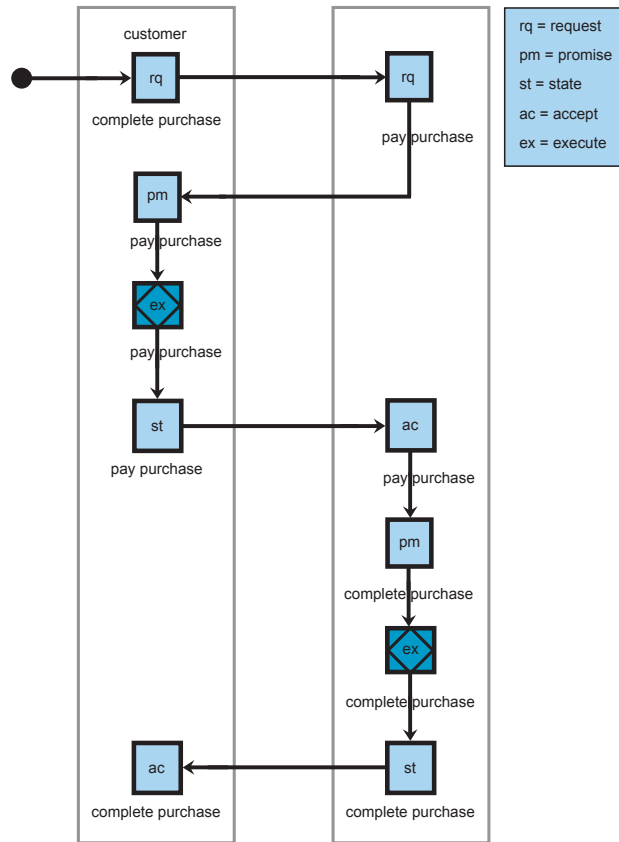 customer
rq
complete purchase
rq
pay purchase
pm
pay purchase
ex
pay purchase
st
pay purchase
ac
pay purchase
pm
complete purchase
ex
complete purchase
st
complete purchase
ac
complete purchase
rq = request
pm = promise
st = state
ac = accept
ex = execute